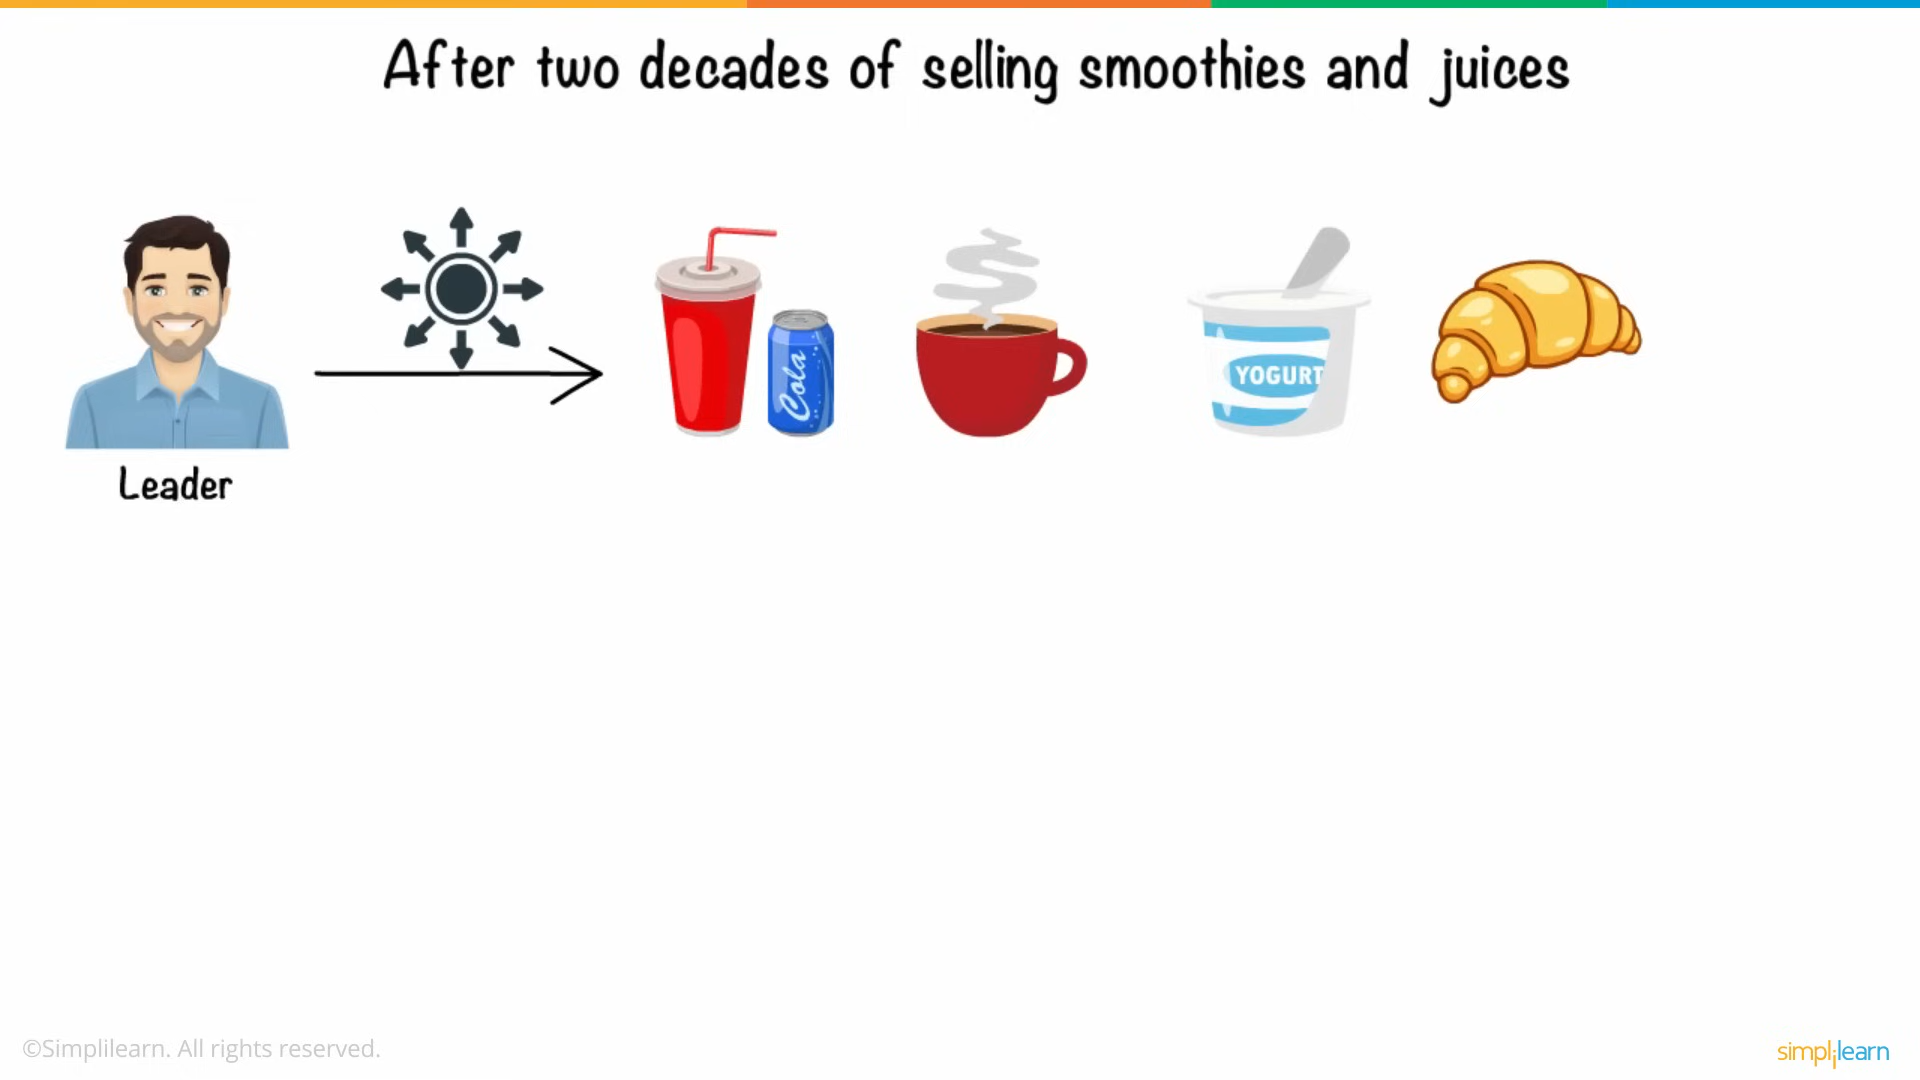 After two decades of selling smoothies and juices
Cola
YOGURT
Leader
©Simplilearn. All rights reserved.
simplilearn